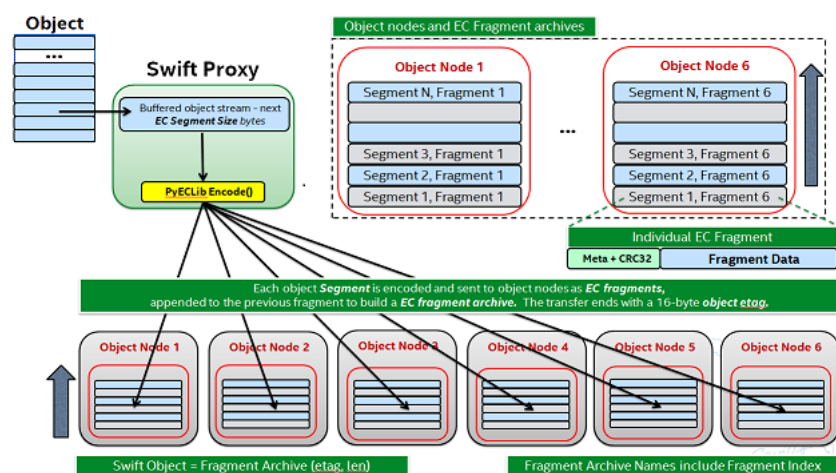 Object
...
Swift Proxy
Buffered object stream - next
EC Segment Size bytes
PyECLib Encode()
Object nodes and EC Fragment archives
Object Node 1
Segment N, Fragment 1
Segment 3, Fragment 1
Segment 2, Fragment 1
Segment 1, Fragment 1
...
Object Node 6
Segment N, Fragment 6
Segment 3, Fragment 6
Segment 2, Fragment 6
Segment 1, Fragment 6
Individual EC Fragment
Meta + CRC32
Fragment Data
Each object Segment is encoded and sent to object nodes as EC fragments,
appended to the previous fragment to build a EC fragment archive. The transfer ends with a 16-byte object etag.
Object Node 1
Object Node 2
Object Node 3
Object Node 4
Object Node 5
Object Node 6
Swift Object = Fragment Archive (etag, len)
Fragment Archive Names include Fragment Index